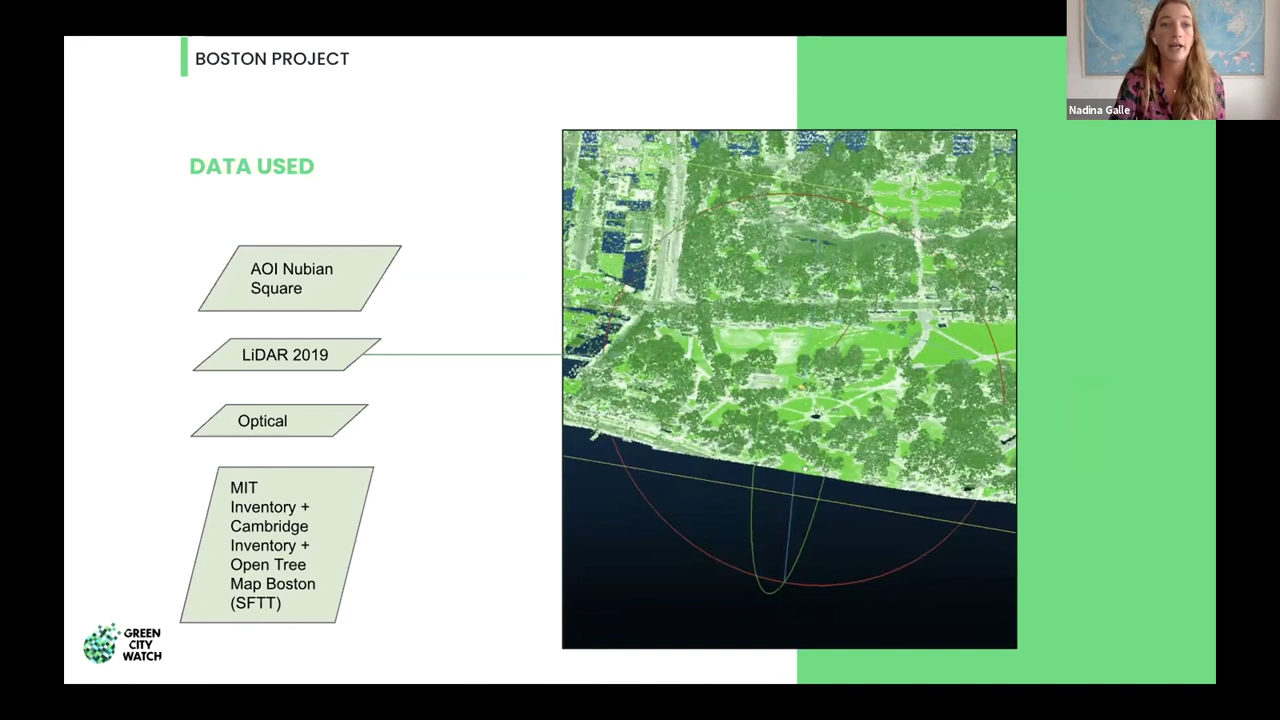 BOSTON PROJECT
Nadina Galle
DATA USED
AOI Nubian
Square
LiDAR 2019
Optical
MIT
Inventory +
Cambridge
Inventory +
Open Tree
Map Boston
(SFTT)
GREEN
CITY
WATCH